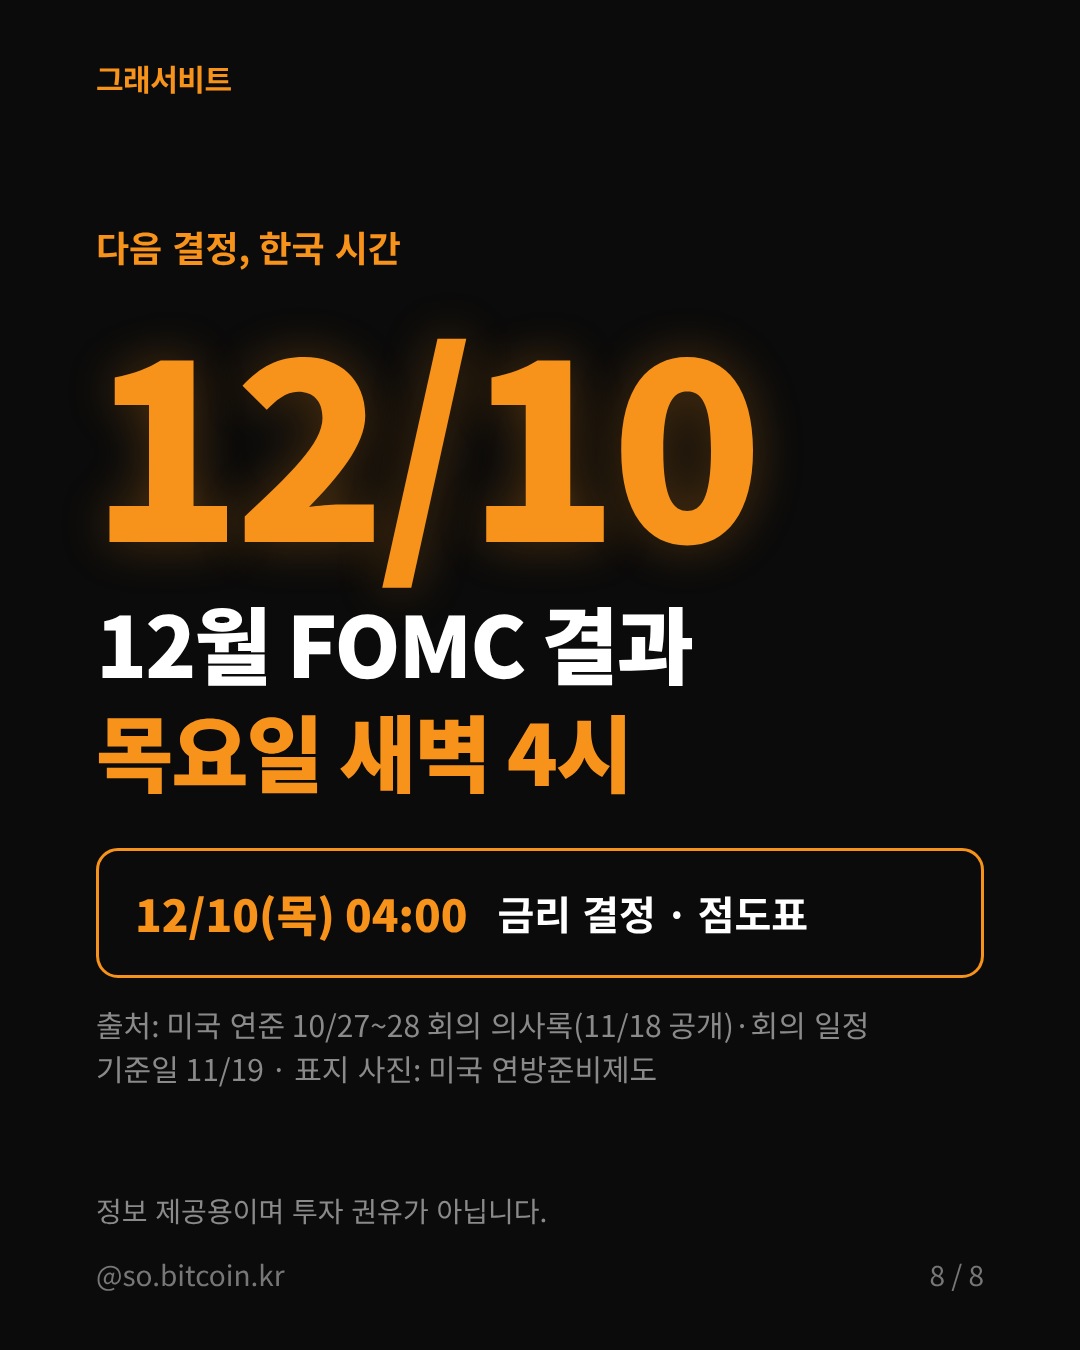 그래서비트
다음 결정, 한국 시간
12/10
12월 FOMC 결과
목요일 새벽 4시
12/10(목) 04:00 금리 결정 · 점도표
출처: 미국 연준 10/27~28 회의 의사록(11/18 공개)·회의 일정
기준일 11/19 · 표지 사진: 미국 연방준비제도
정보 제공용이며 투자 권유가 아닙니다.
@so.bitcoin.kr
8 / 8